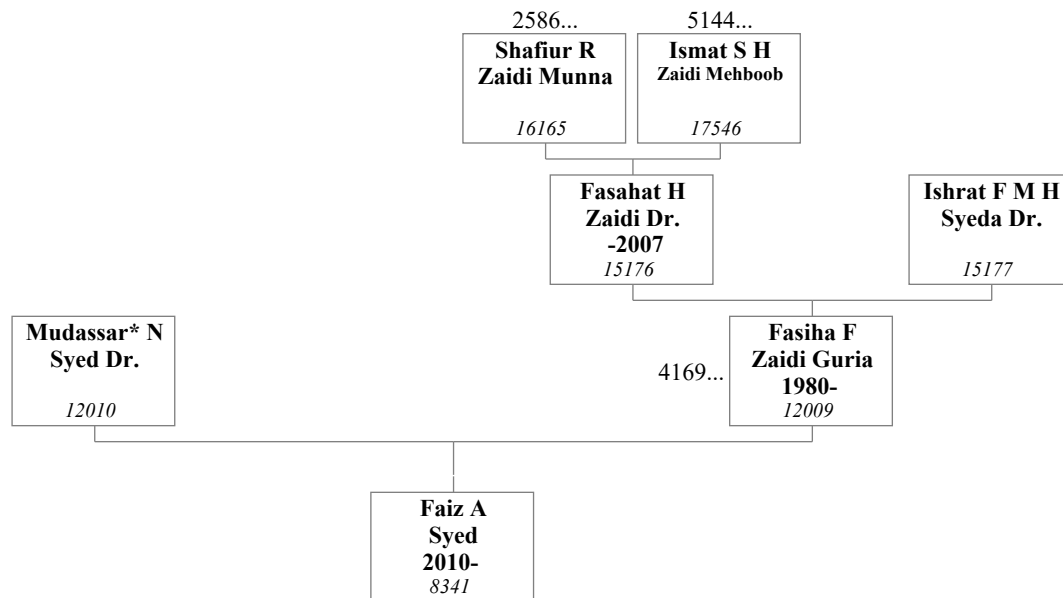 2586...
5144...
Shafiur R
Zaidi Munna
16165
Ismat S H
Zaidi Mehboob
17546
Fasahat H
Zaidi Dr.
-2007
15176
Ishrat F M H
Syeda Dr.
15177
Mudassar* N
Syed Dr.
12010
4169...
Fasiha F
Zaidi Guria
1980-
12009
Faiz A
Syed
2010-
8341